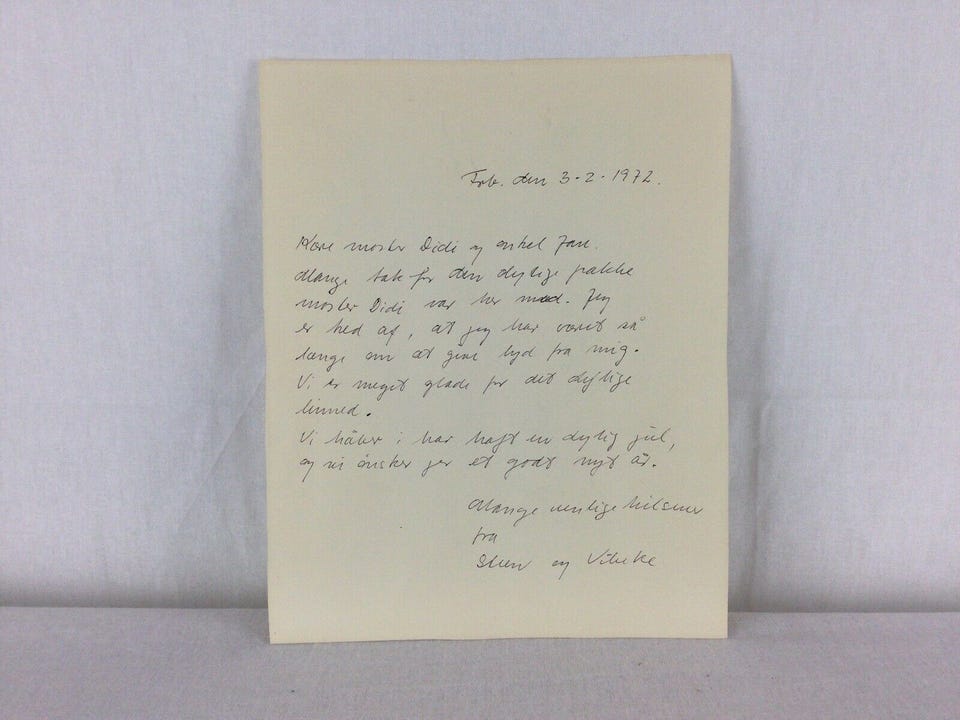 Frb. den 3-2-1972.
Kære moster Didi og onkel Jan.
Mange tak for den dejlige pakke
moster Didi var her med. Jeg
er ked af, at jeg har været så
længe om at give lyd fra mig.
Vi er meget glade for det dejlige
linned.
Vi håber i har haft en dejlig jul,
og vi ønsker jer et godt nyt år.
Mange venlige hilsner
fra
Steen og Vibeke